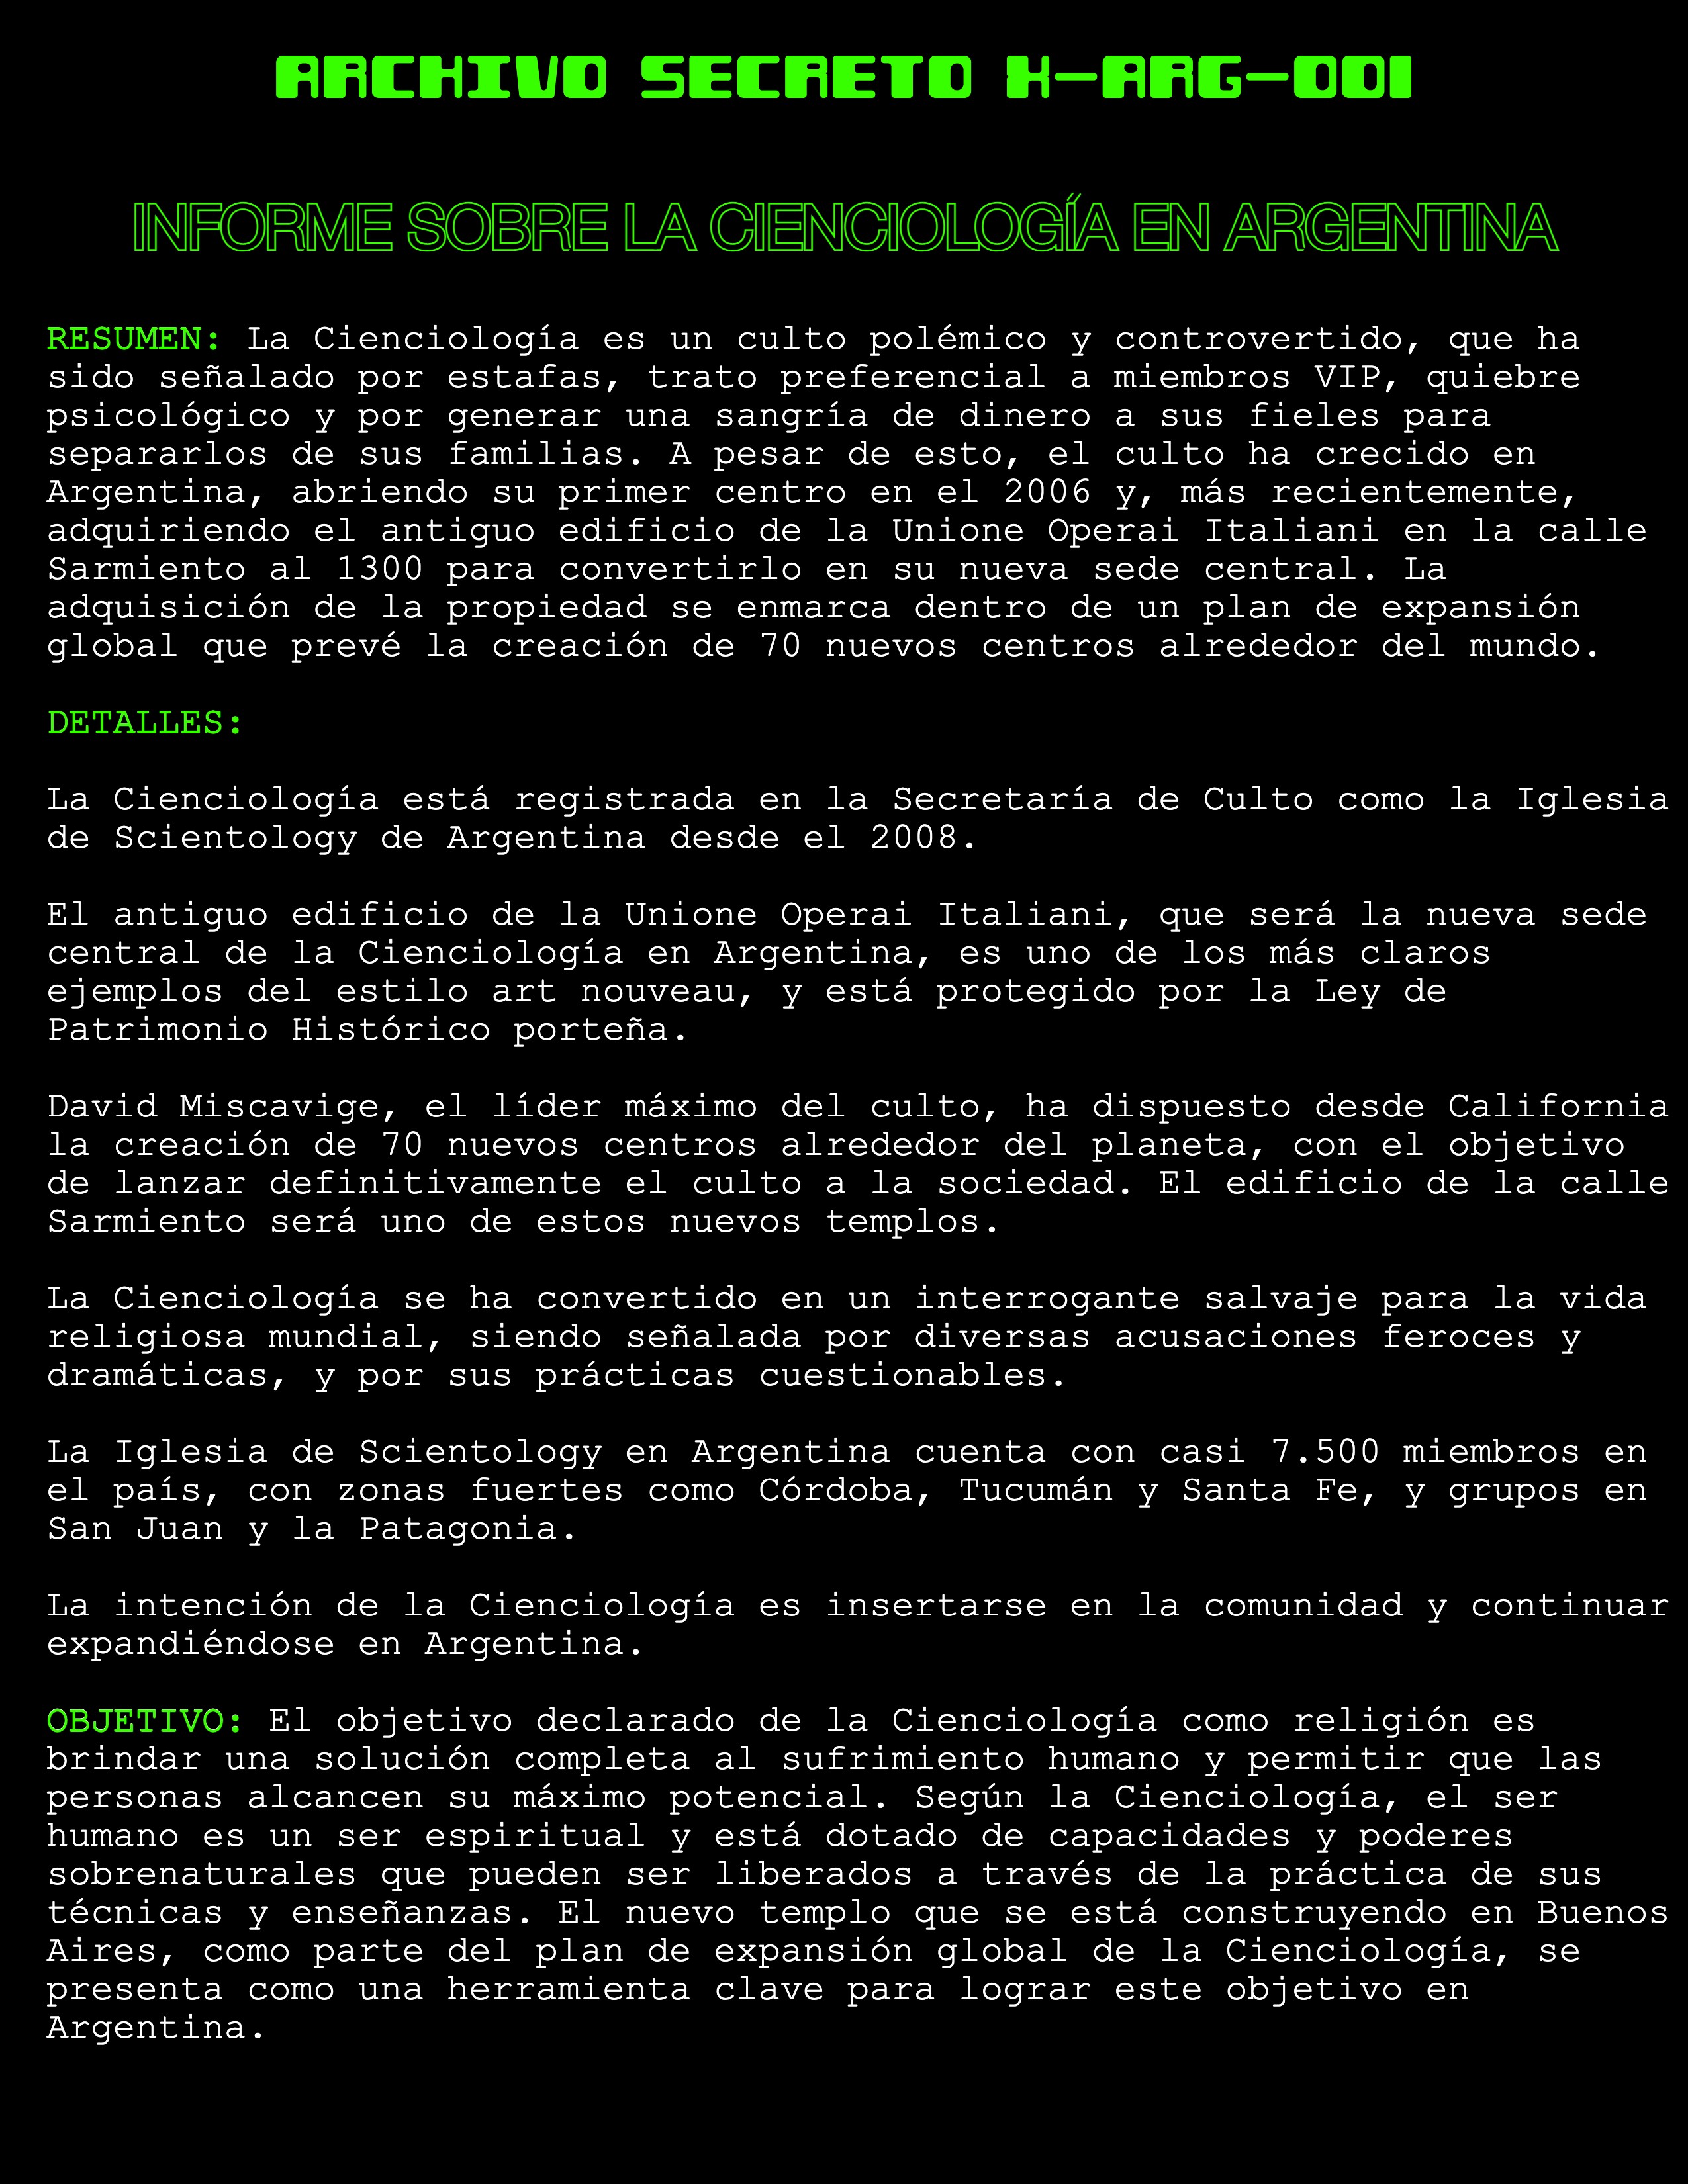 ARCHIVO SECRETO X-ARG-001
INFORME SOBRE LA CIENCIOLOGÍA EN ARGENTINA
RESUMEN: La Cienciología es un culto polémico y controvertido, que ha
sido señalado por estafas, trato preferencial a miembros VIP, quiebre
psicológico y por generar una sangría de dinero a sus fieles para
separarlos de sus familias. A pesar de esto, el culto ha crecido en
Argentina, abriendo su primer centro en el 2006 y, más recientemente,
adquiriendo el antiguo edificio de la Unione Operai Italiani en la calle
Sarmiento al 1300 para convertirlo en su nueva sede central. La
adquisición de la propiedad se enmarca dentro de un plan de expansión
global que prevé la creación de 70 nuevos centros alrededor del mundo.
DETALLES:
La Cienciología está registrada en la Secretaría de Culto como la Iglesia
de Scientology de Argentina desde el 2008.
El antiguo edificio de la Unione Operai Italiani, que será la nueva sede
central de la Cienciología en Argentina, es uno de los más claros
ejemplos del estilo art nouveau, y está protegido por la Ley de
Patrimonio Histórico porteña.
David Miscavige, el líder máximo del culto, ha dispuesto desde California
la creación de 70 nuevos centros alrededor del planeta, con el objetivo
de lanzar definitivamente el culto a la sociedad. El edificio de la calle
Sarmiento será uno de estos nuevos templos.
La Cienciología se ha convertido en un interrogante salvaje para la vida
religiosa mundial, siendo señalada por diversas acusaciones feroces y
dramáticas, y por sus prácticas cuestionables.
La Iglesia de Scientology en Argentina cuenta con casi 7.500 miembros en
el país, con zonas fuertes como Córdoba, Tucumán y Santa Fe, y grupos en
San Juan y la Patagonia.
La intención de la Cienciología es insertarse en la comunidad y continuar
expandiéndose en Argentina.
OBJETIVO: El objetivo declarado de la Cienciología como religión es
brindar una solución completa al sufrimiento humano y permitir que las
personas alcancen su máximo potencial. Según la Cienciología, el ser
humano es un ser espiritual y está dotado de capacidades y poderes
sobrenaturales que pueden ser liberados a través de la práctica de sus
técnicas y enseñanzas. El nuevo templo que se está construyendo en Buenos
Aires, como parte del plan de expansión global de la Cienciología, se
presenta como una herramienta clave para lograr este objetivo en
Argentina.